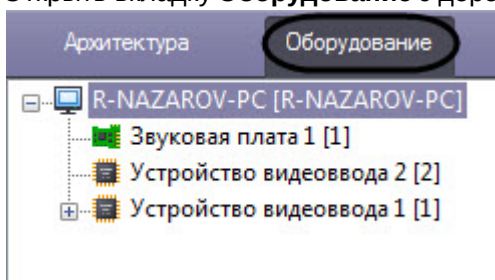 Открыть вкладку Оборудование с дере
Архитектура Оборудование
R-NAZAROV-PC [R-NAZAROV-PC]
Звуковая плата 1 [1]
Устройство видеоввода 2 [2]
Устройство видеоввода 1 [1]